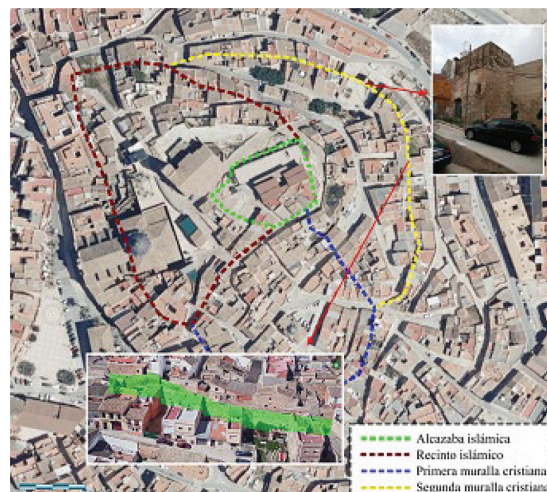 Alcazaba islámica
Recinto islámico
Primera muralla cristiana
Segunda muralla cristiana